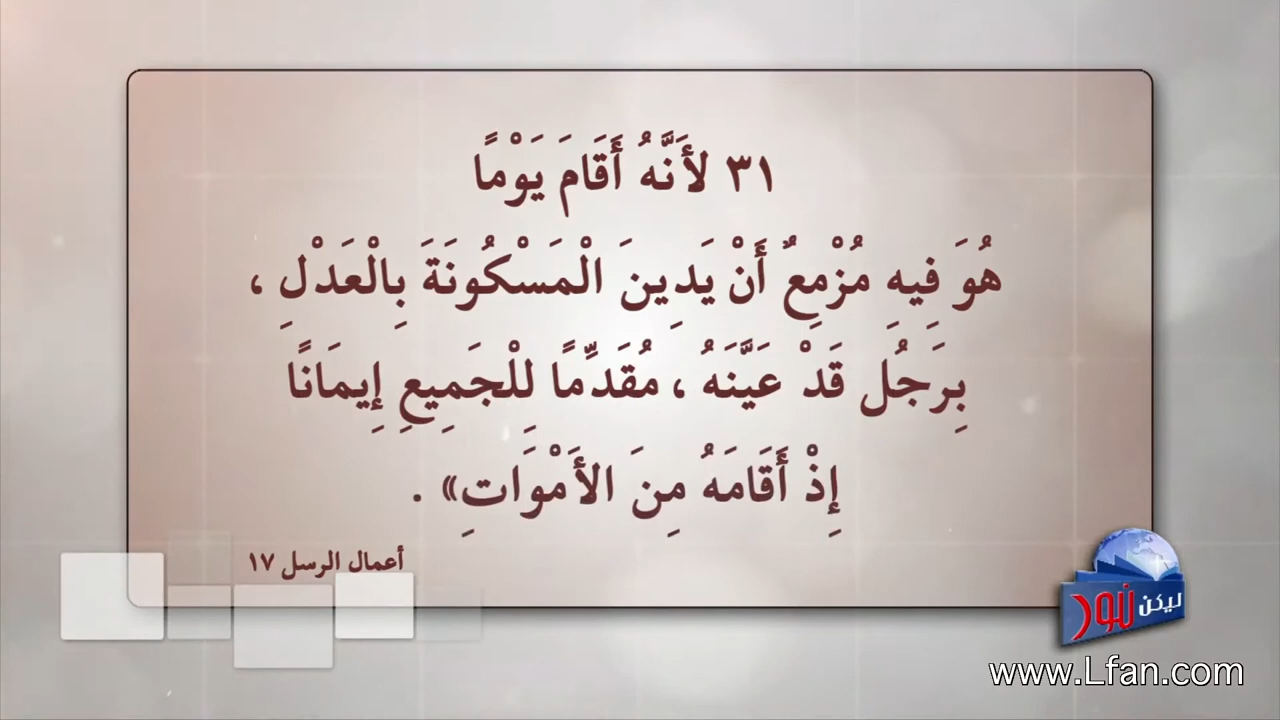 ٣١ لأَنَّهُ أَقَامَ يَوْمًا
هُوَ فِيهِ مُزْمِعٌ أَنْ يَدِينَ الْمَسْكُونَةَ بِالْعَدْلِ ،
بِرَجُل قَدْ عَيَّنَهُ ، مُقَدِّمًا لِلْجَمِيعِ إِيمَانًا
إِذْ أَقَامَهُ مِنَ الأَمْوَاتِ» .
أعمال الرسل ١٧
ليكن نور
www.Lfan.com